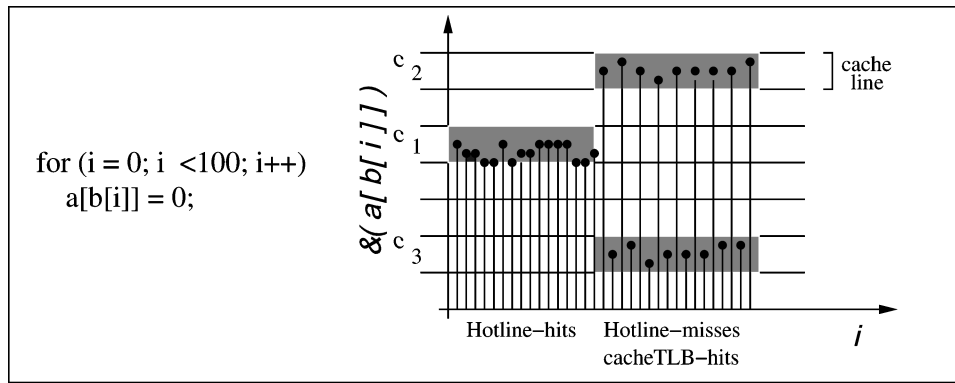 for (i = 0; i <100; i++)
a[b[i]] = 0;
&( a[ b[ i ] ] )
c 2
c 1
c 3
cache
line
Hotline-hits
Hotline-misses
cacheTLB-hits
i